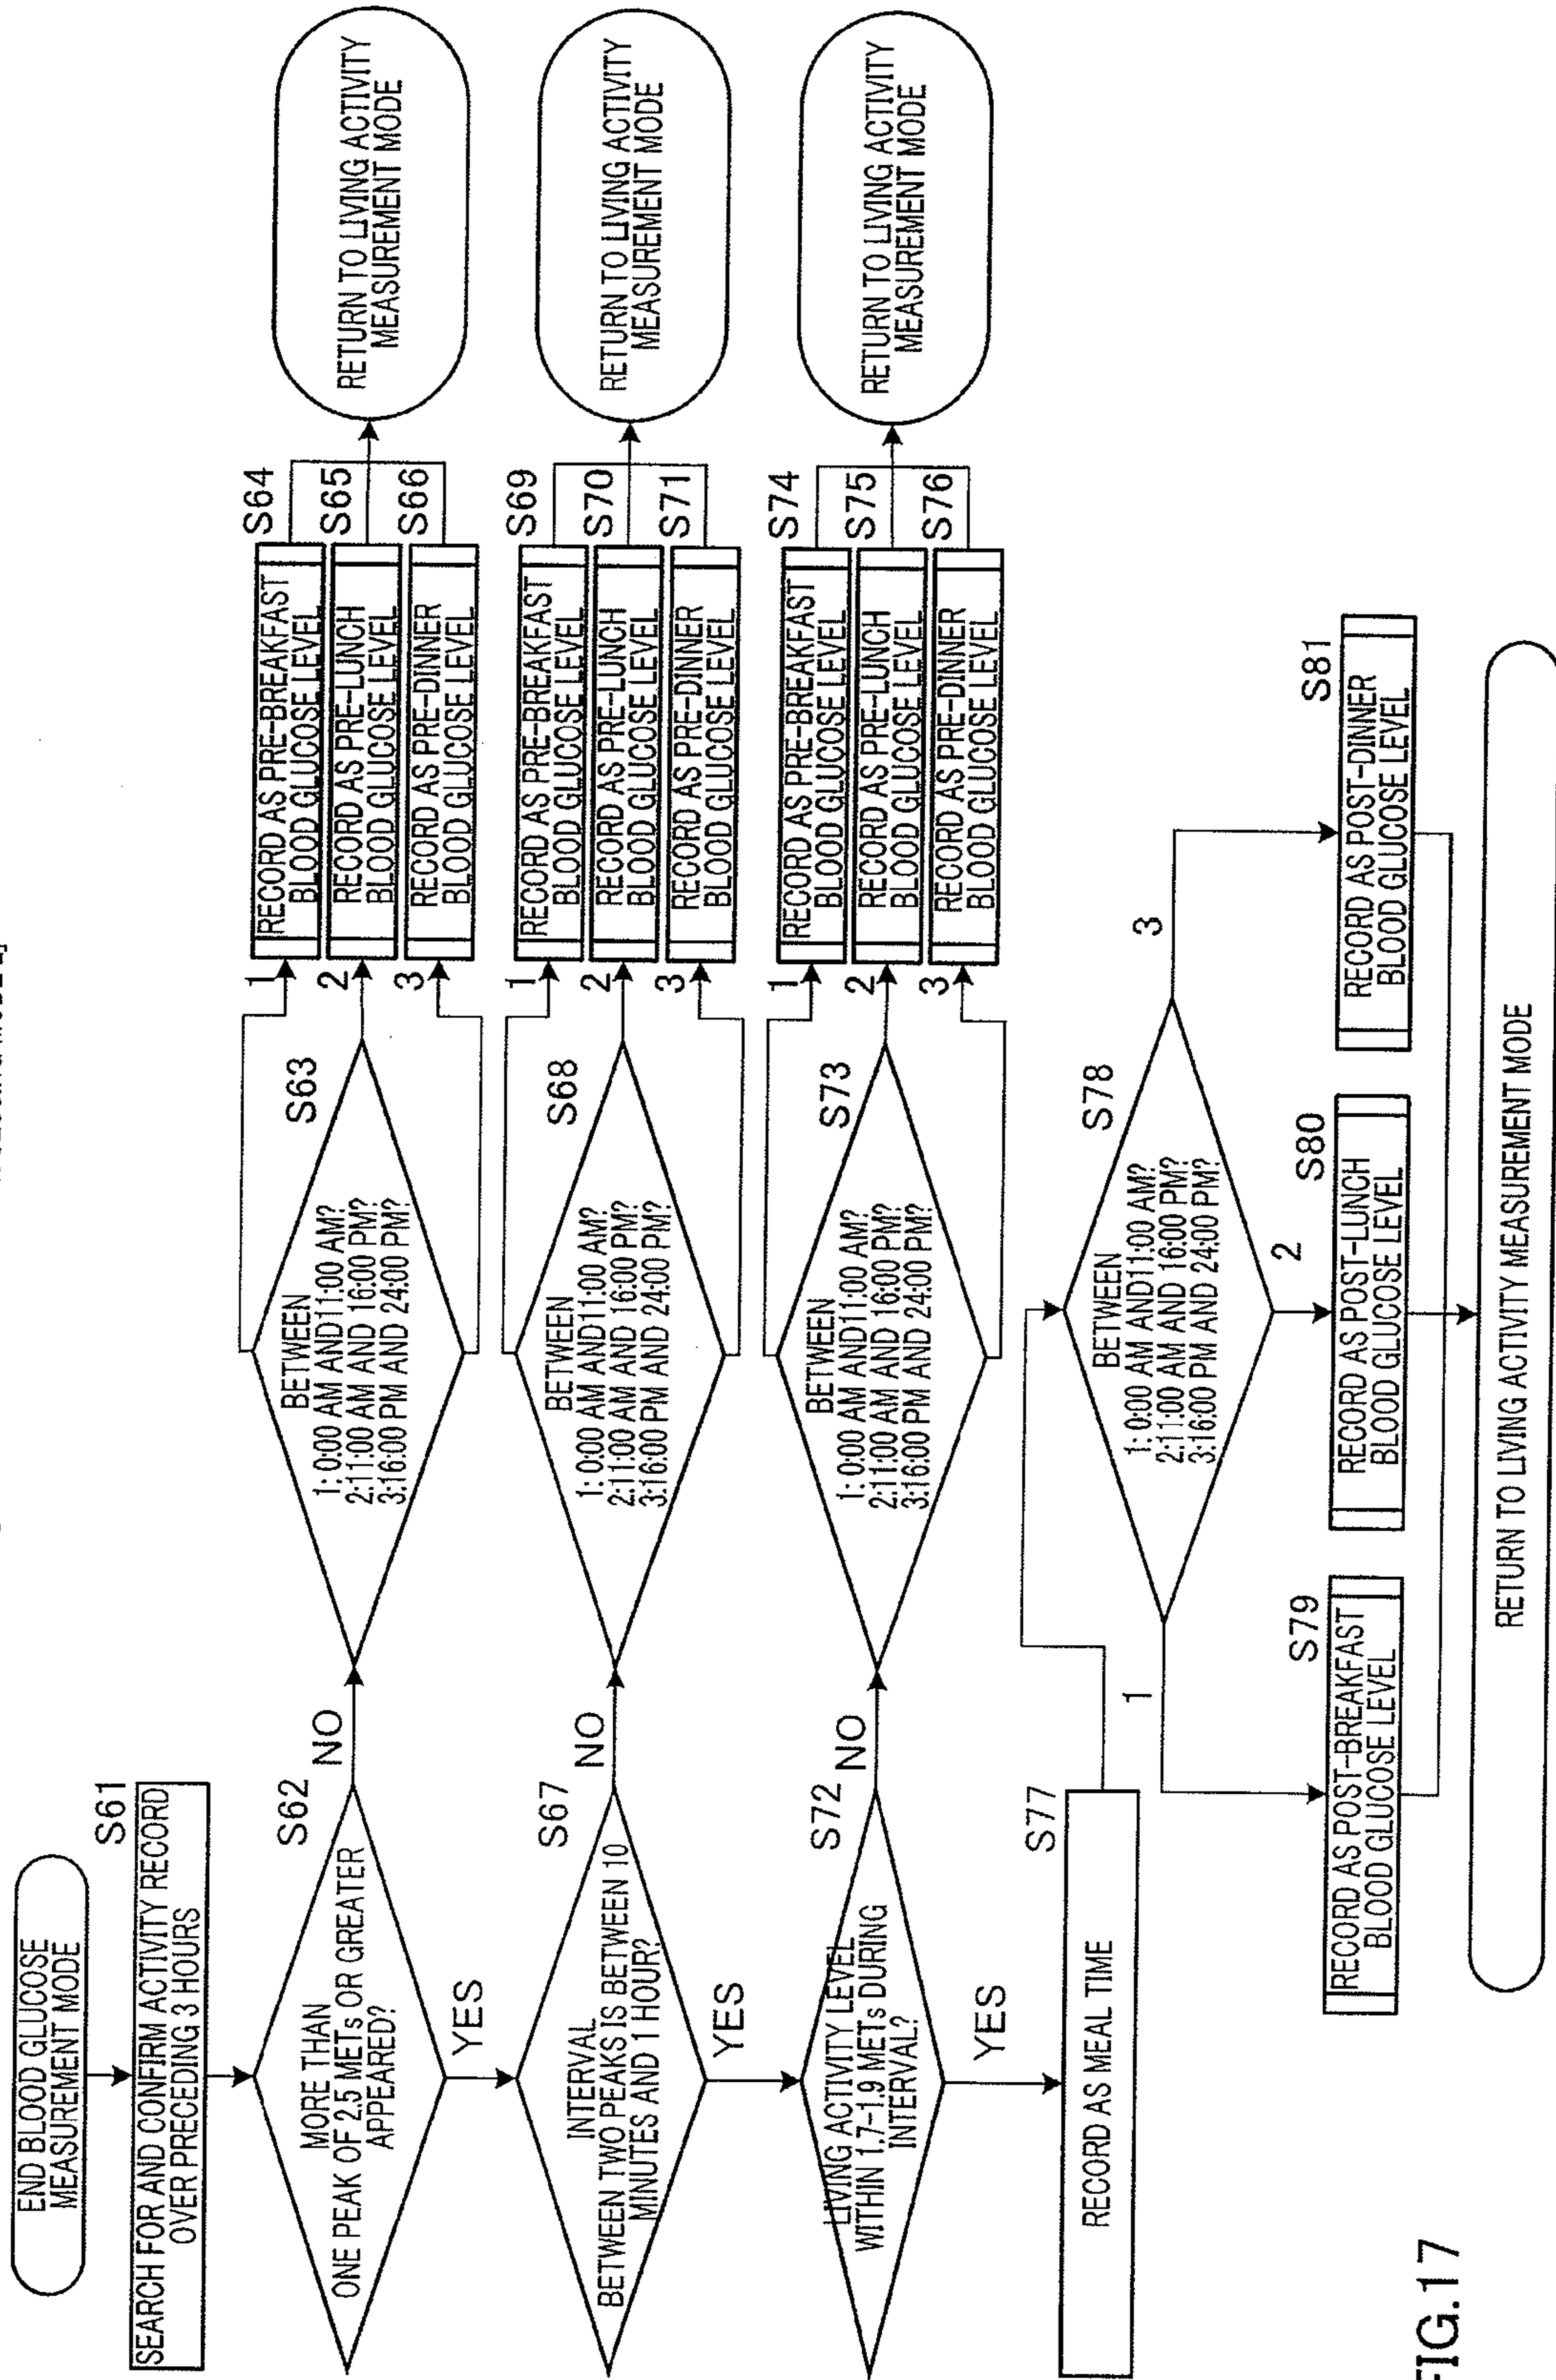 END BLOOD GLUCOSE
MEASUREMENT MODE
S61
SEARCH FOR AND CONFIRM ACTIVITY RECORD
OVER PRECEDING 3 HOURS
S62
MORE THAN
ONE PEAK OF 2.5 METs OR GREATER
APPEARED?
NO
YES
S63
BETWEEN
1: 0:00 AM AND11:00 AM?
2:11:00 AM AND 16:00 PM?
3:16:00 PM AND 24:00 PM?
1
2
3
S64
RECORD AS PRE-BREAKFAST
BLOOD GLUCOSE LEVEL
S65
RECORD AS PRE-LUNCH
BLOOD GLUCOSE LEVEL
S66
RECORD AS PRE-DINNER
BLOOD GLUCOSE LEVEL
RETURN TO LIVING ACTIVITY
MEASUREMENT MODE
S67
INTERVAL
BETWEEN TWO PEAKS IS BETWEEN 10
MINUTES AND 1 HOUR?
NO
YES
S68
BETWEEN
1: 0:00 AM AND11:00 AM?
2:11:00 AM AND 16:00 PM?
3:16:00 PM AND 24:00 PM?
1
2
3
S69
RECORD AS PRE-BREAKFAST
BLOOD GLUCOSE LEVEL
S70
RECORD AS PRE-LUNCH
BLOOD GLUCOSE LEVEL
S71
RECORD AS PRE-DINNER
BLOOD GLUCOSE LEVEL
RETURN TO LIVING ACTIVITY
MEASUREMENT MODE
S72
LIVING ACTIVITY LEVEL
WITHIN 1.7-1.9 METs DURING
INTERVAL?
NO
YES
S73
BETWEEN
1: 0:00 AM AND11:00 AM?
2:11:00 AM AND 16:00 PM?
3:16:00 PM AND 24:00 PM?
1
2
3
S74
RECORD AS PRE-BREAKFAST
BLOOD GLUCOSE LEVEL
S75
RECORD AS PRE-LUNCH
BLOOD GLUCOSE LEVEL
S76
RECORD AS PRE-DINNER
BLOOD GLUCOSE LEVEL
RETURN TO LIVING ACTIVITY
MEASUREMENT MODE
S77
RECORD AS MEAL TIME
S78
BETWEEN
1: 0:00 AM AND11:00 AM?
2:11:00 AM AND 16:00 PM?
3:16:00 PM AND 24:00 PM?
1
2
3
S79
RECORD AS POST-BREAKFAST
BLOOD GLUCOSE LEVEL
S80
RECORD AS POST-LUNCH
BLOOD GLUCOSE LEVEL
S81
RECORD AS POST-DINNER
BLOOD GLUCOSE LEVEL
RETURN TO LIVING ACTIVITY MEASUREMENT MODE
FIG.17